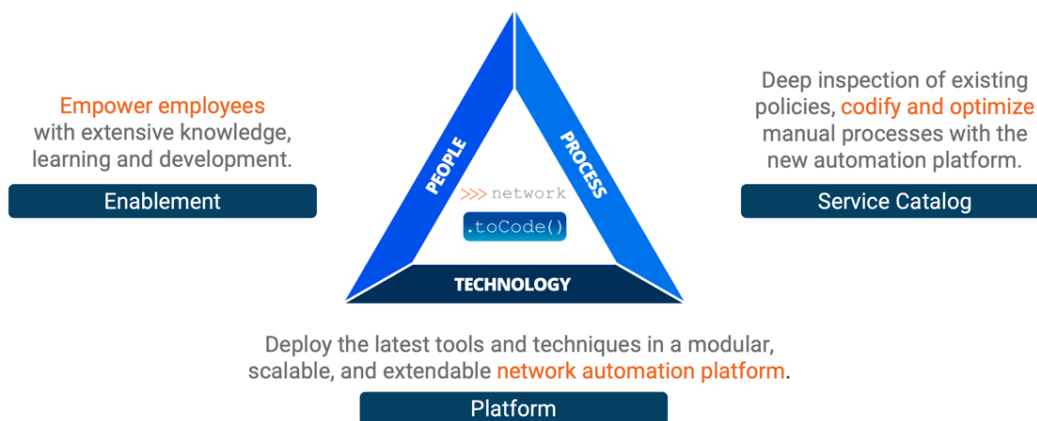 Empower employees
with extensive knowledge,
learning and development.
Enablement
PEOPLE
PROCESS
>>> network
.toCode()
TECHNOLOGY
Deep inspection of existing
policies, codify and optimize
manual processes with the
new automation platform.
Service Catalog
Deploy the latest tools and techniques in a modular,
scalable, and extendable network automation platform.
Platform